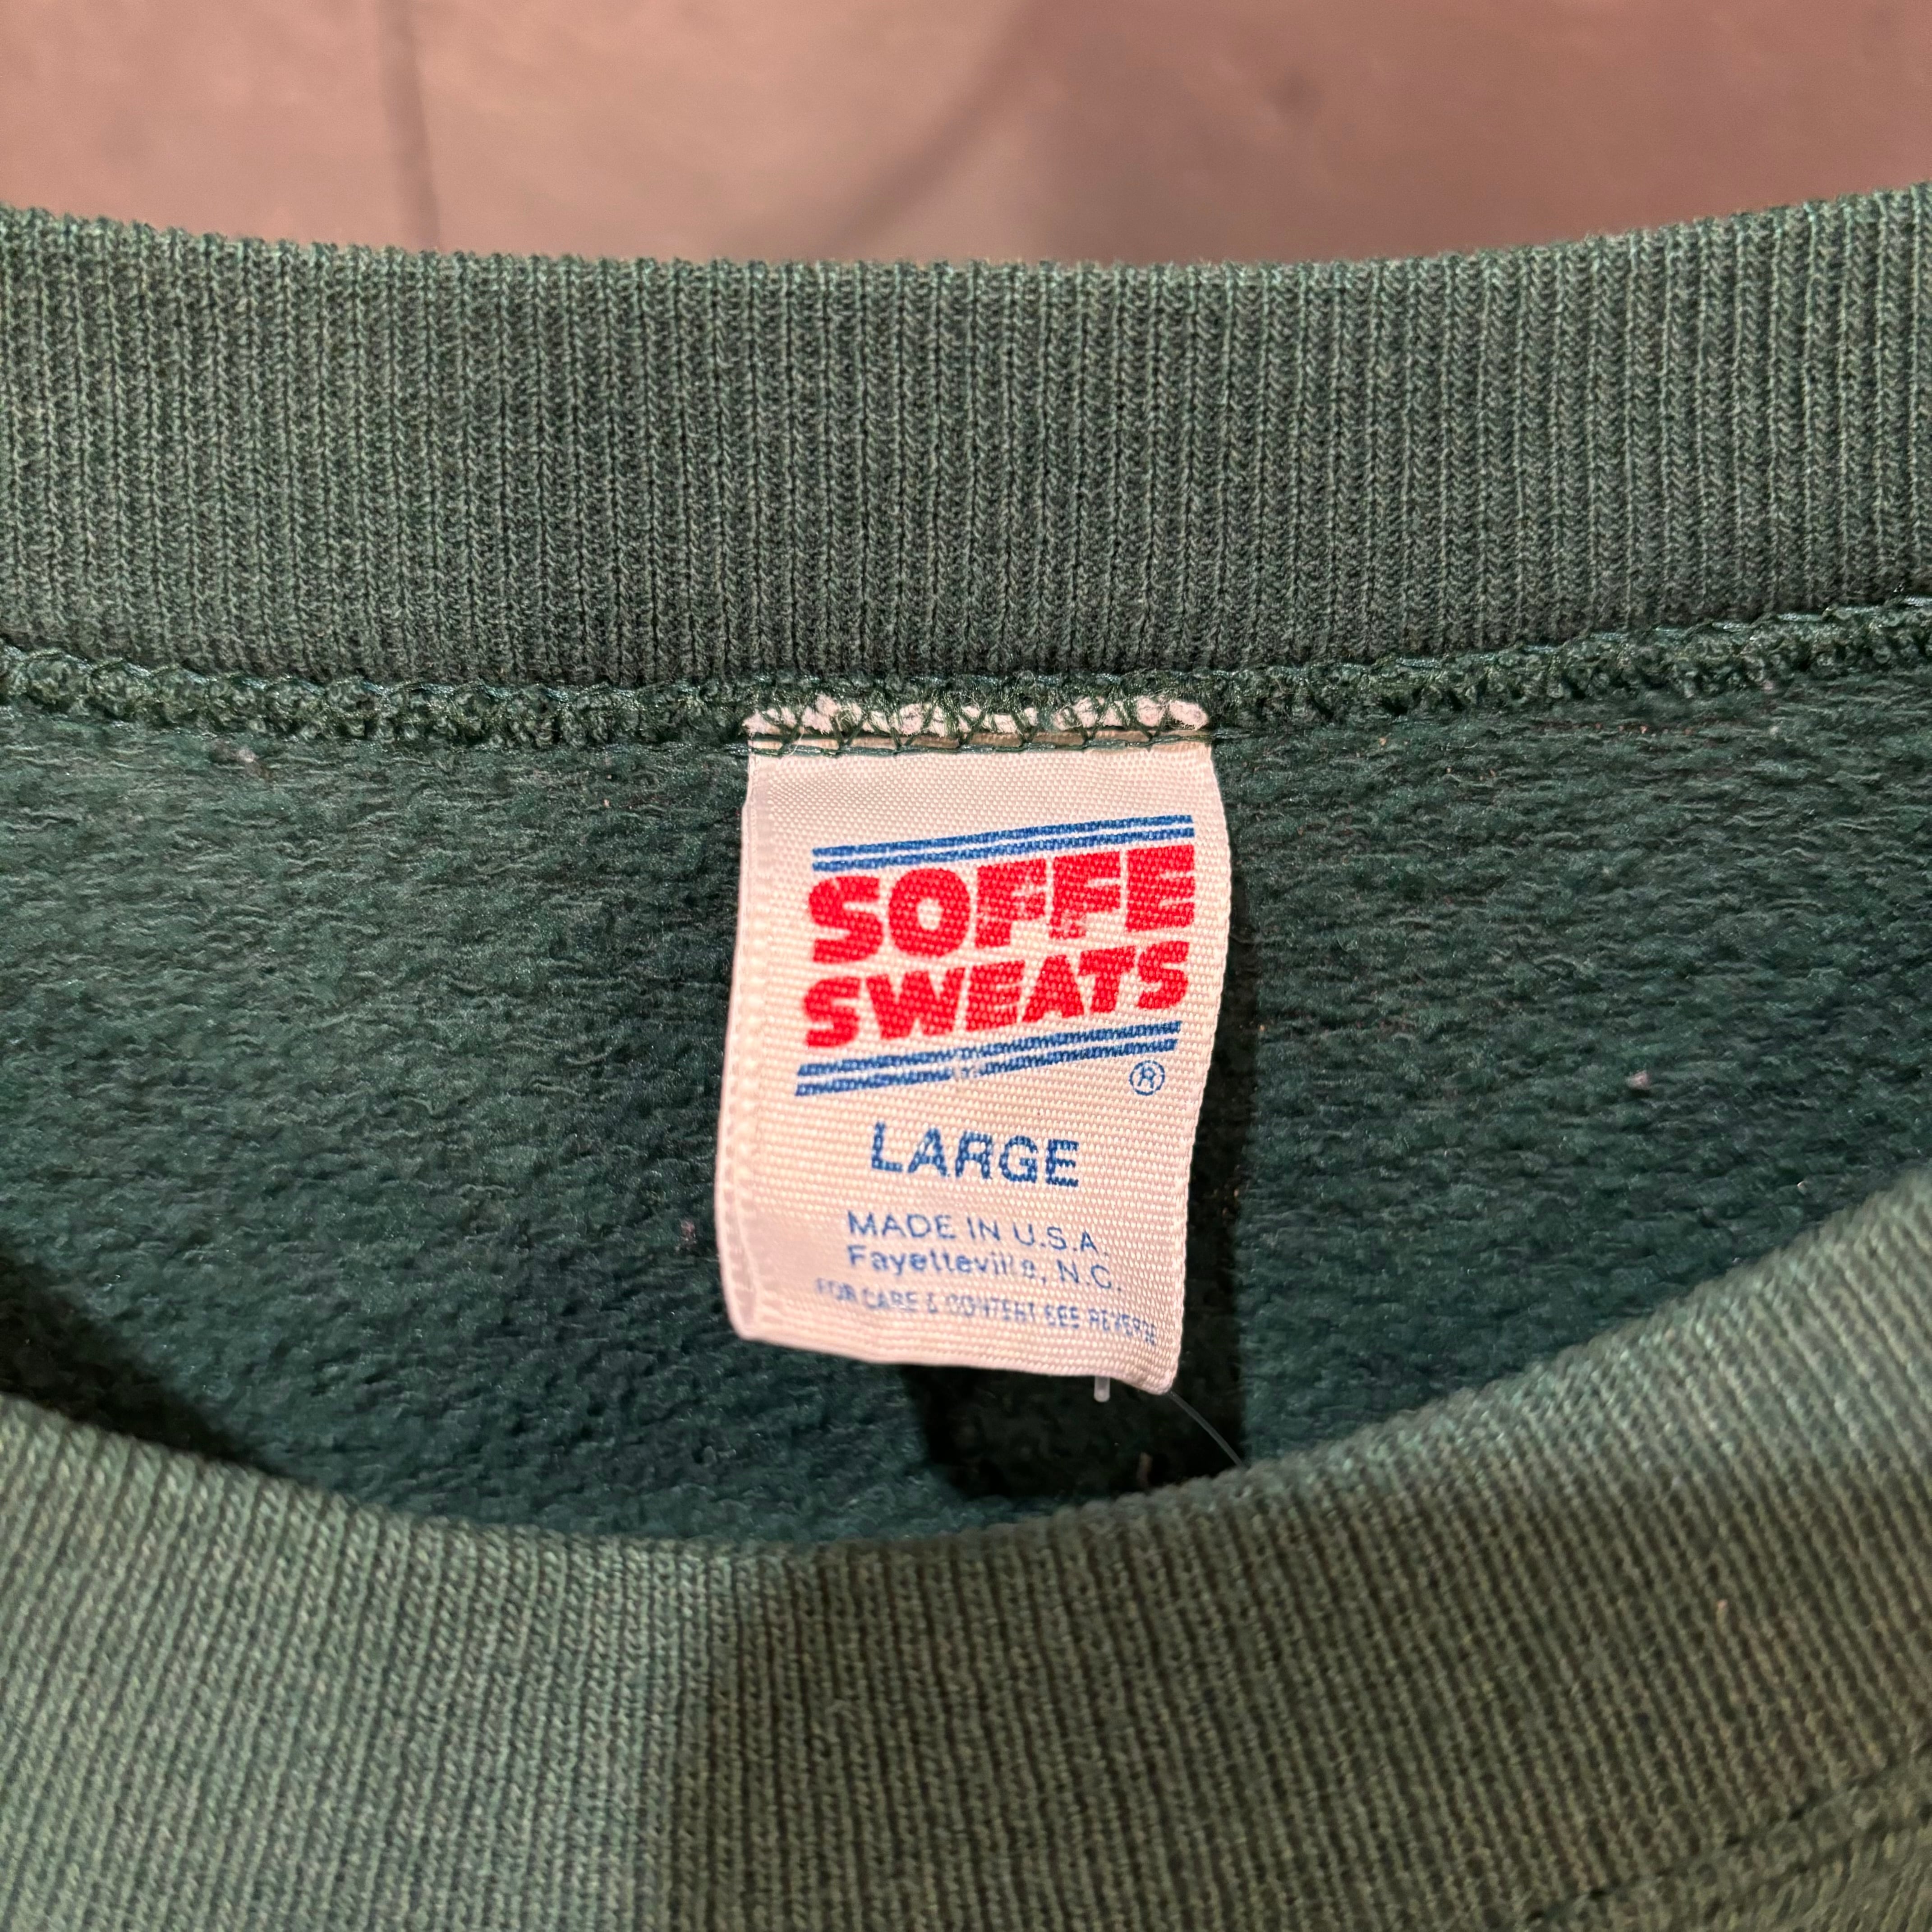 SOFFE
SWEATS
®
LARGE
MADE IN U.S.A.
Fayetteville, N.C.
FOR CARE & CONTENT SEE REVERSE